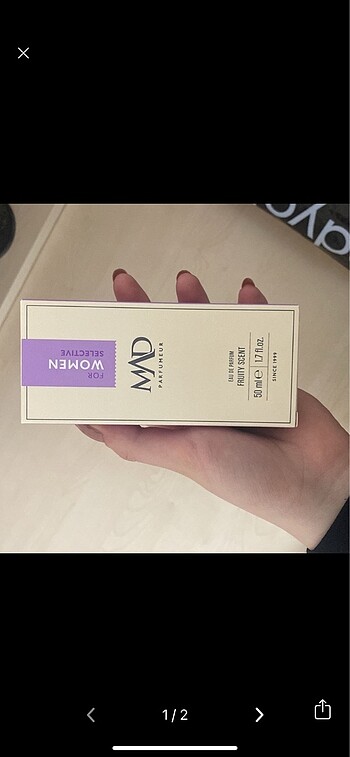 FOR
WOMEN
SELECTIVE
MAD
PARFUMEUR
EAU DE PARFUM
FRUITY SCENT
50 ml e 1.7 fl.oz.
SINCE 1999
1/2